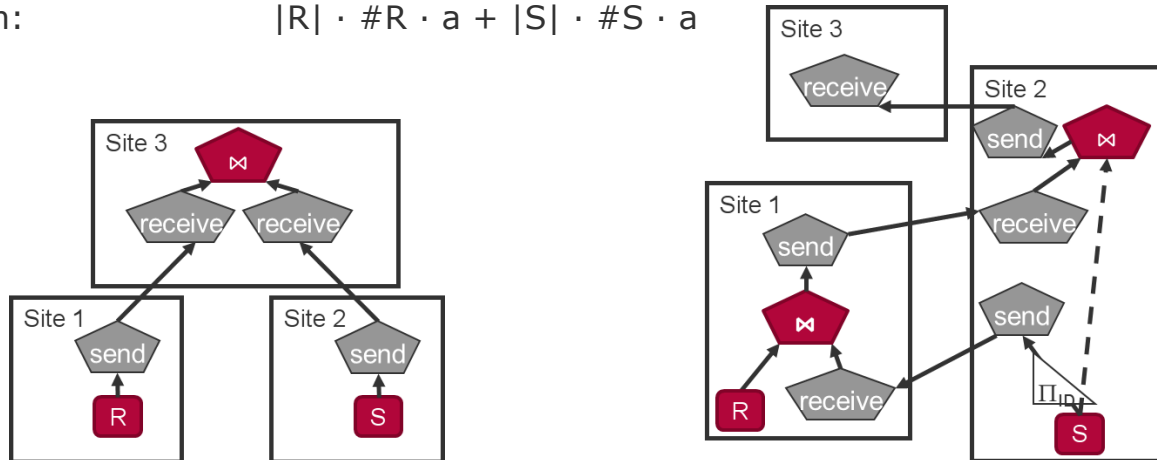 n: |R| · #R · a + |S| · #S · a
Site 3
⋈
receive receive
Site 1
send
R
Site 2
send
S
Site 3
receive
Site 2
send ⋈
receive
send
Π ID
S
Site 1
send
⋈
receive
R